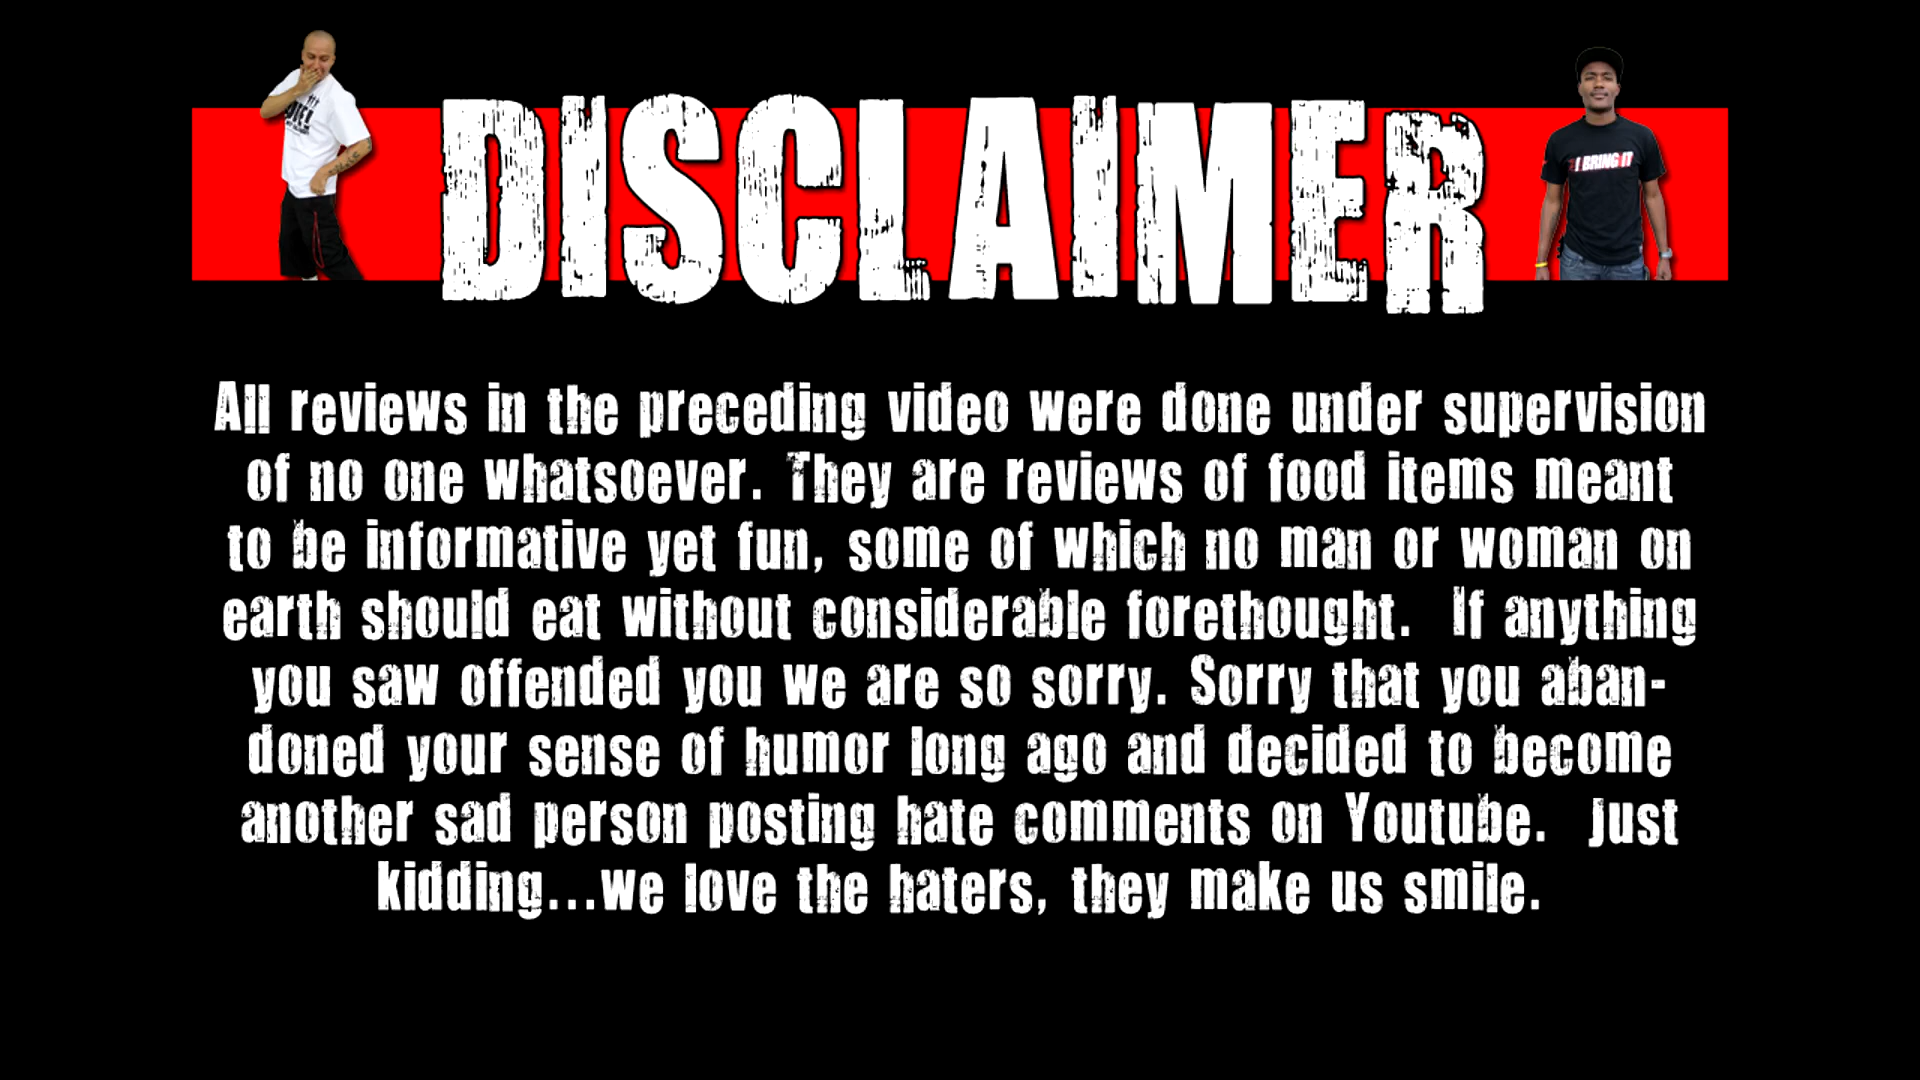 DISCLAIMER
DIET
I BRING IT
All reviews in the preceding video were done under supervision
of no one whatsoever. They are reviews of food items meant
to be informative yet fun, some of which no man or woman on
earth should eat without considerable forethought. If anything
you saw offended you we are so sorry. Sorry that you aban-
doned your sense of humor long ago and decided to become
another sad person posting hate comments on Youtube. Just
kidding...we love the haters, they make us smile.